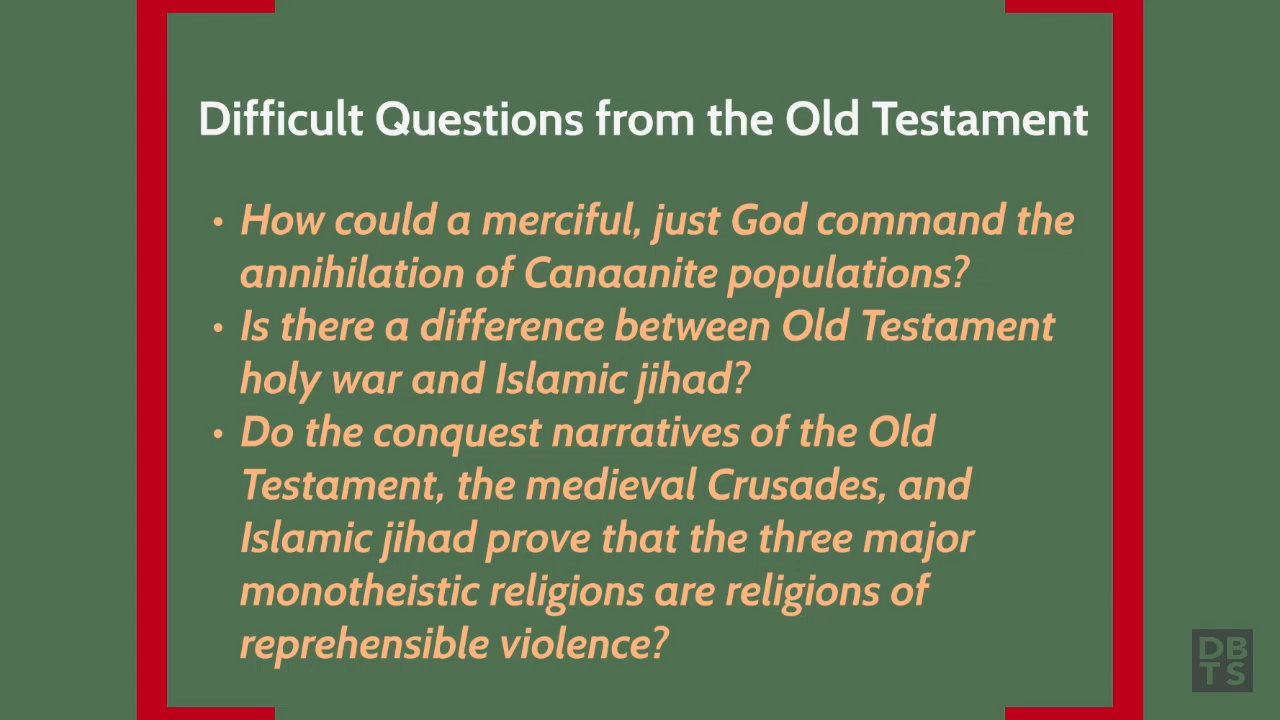 Difficult Questions from the Old Testament
• How could a merciful, just God command the
annihilation of Canaanite populations?
• Is there a difference between Old Testament
holy war and Islamic jihad?
• Do the conquest narratives of the Old
Testament, the medieval Crusades, and
Islamic jihad prove that the three major
monotheistic religions are religions of
reprehensible violence?
DB
TS